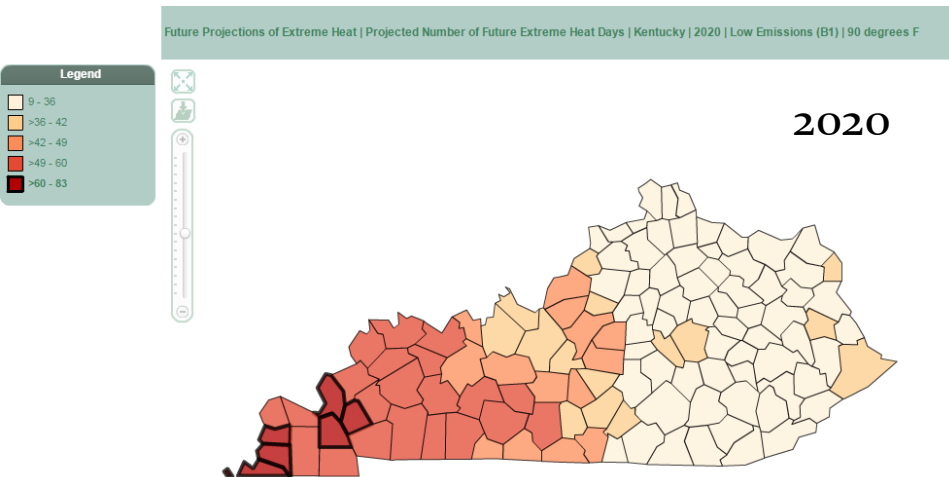 Future Projections of Extreme Heat | Projected Number of Future Extreme Heat Days | Kentucky | 2020 | Low Emissions (B1) | 90 degrees F
Legend
9 - 36
>36 - 42
>42 - 49
>49 - 60
>60 - 83
2020